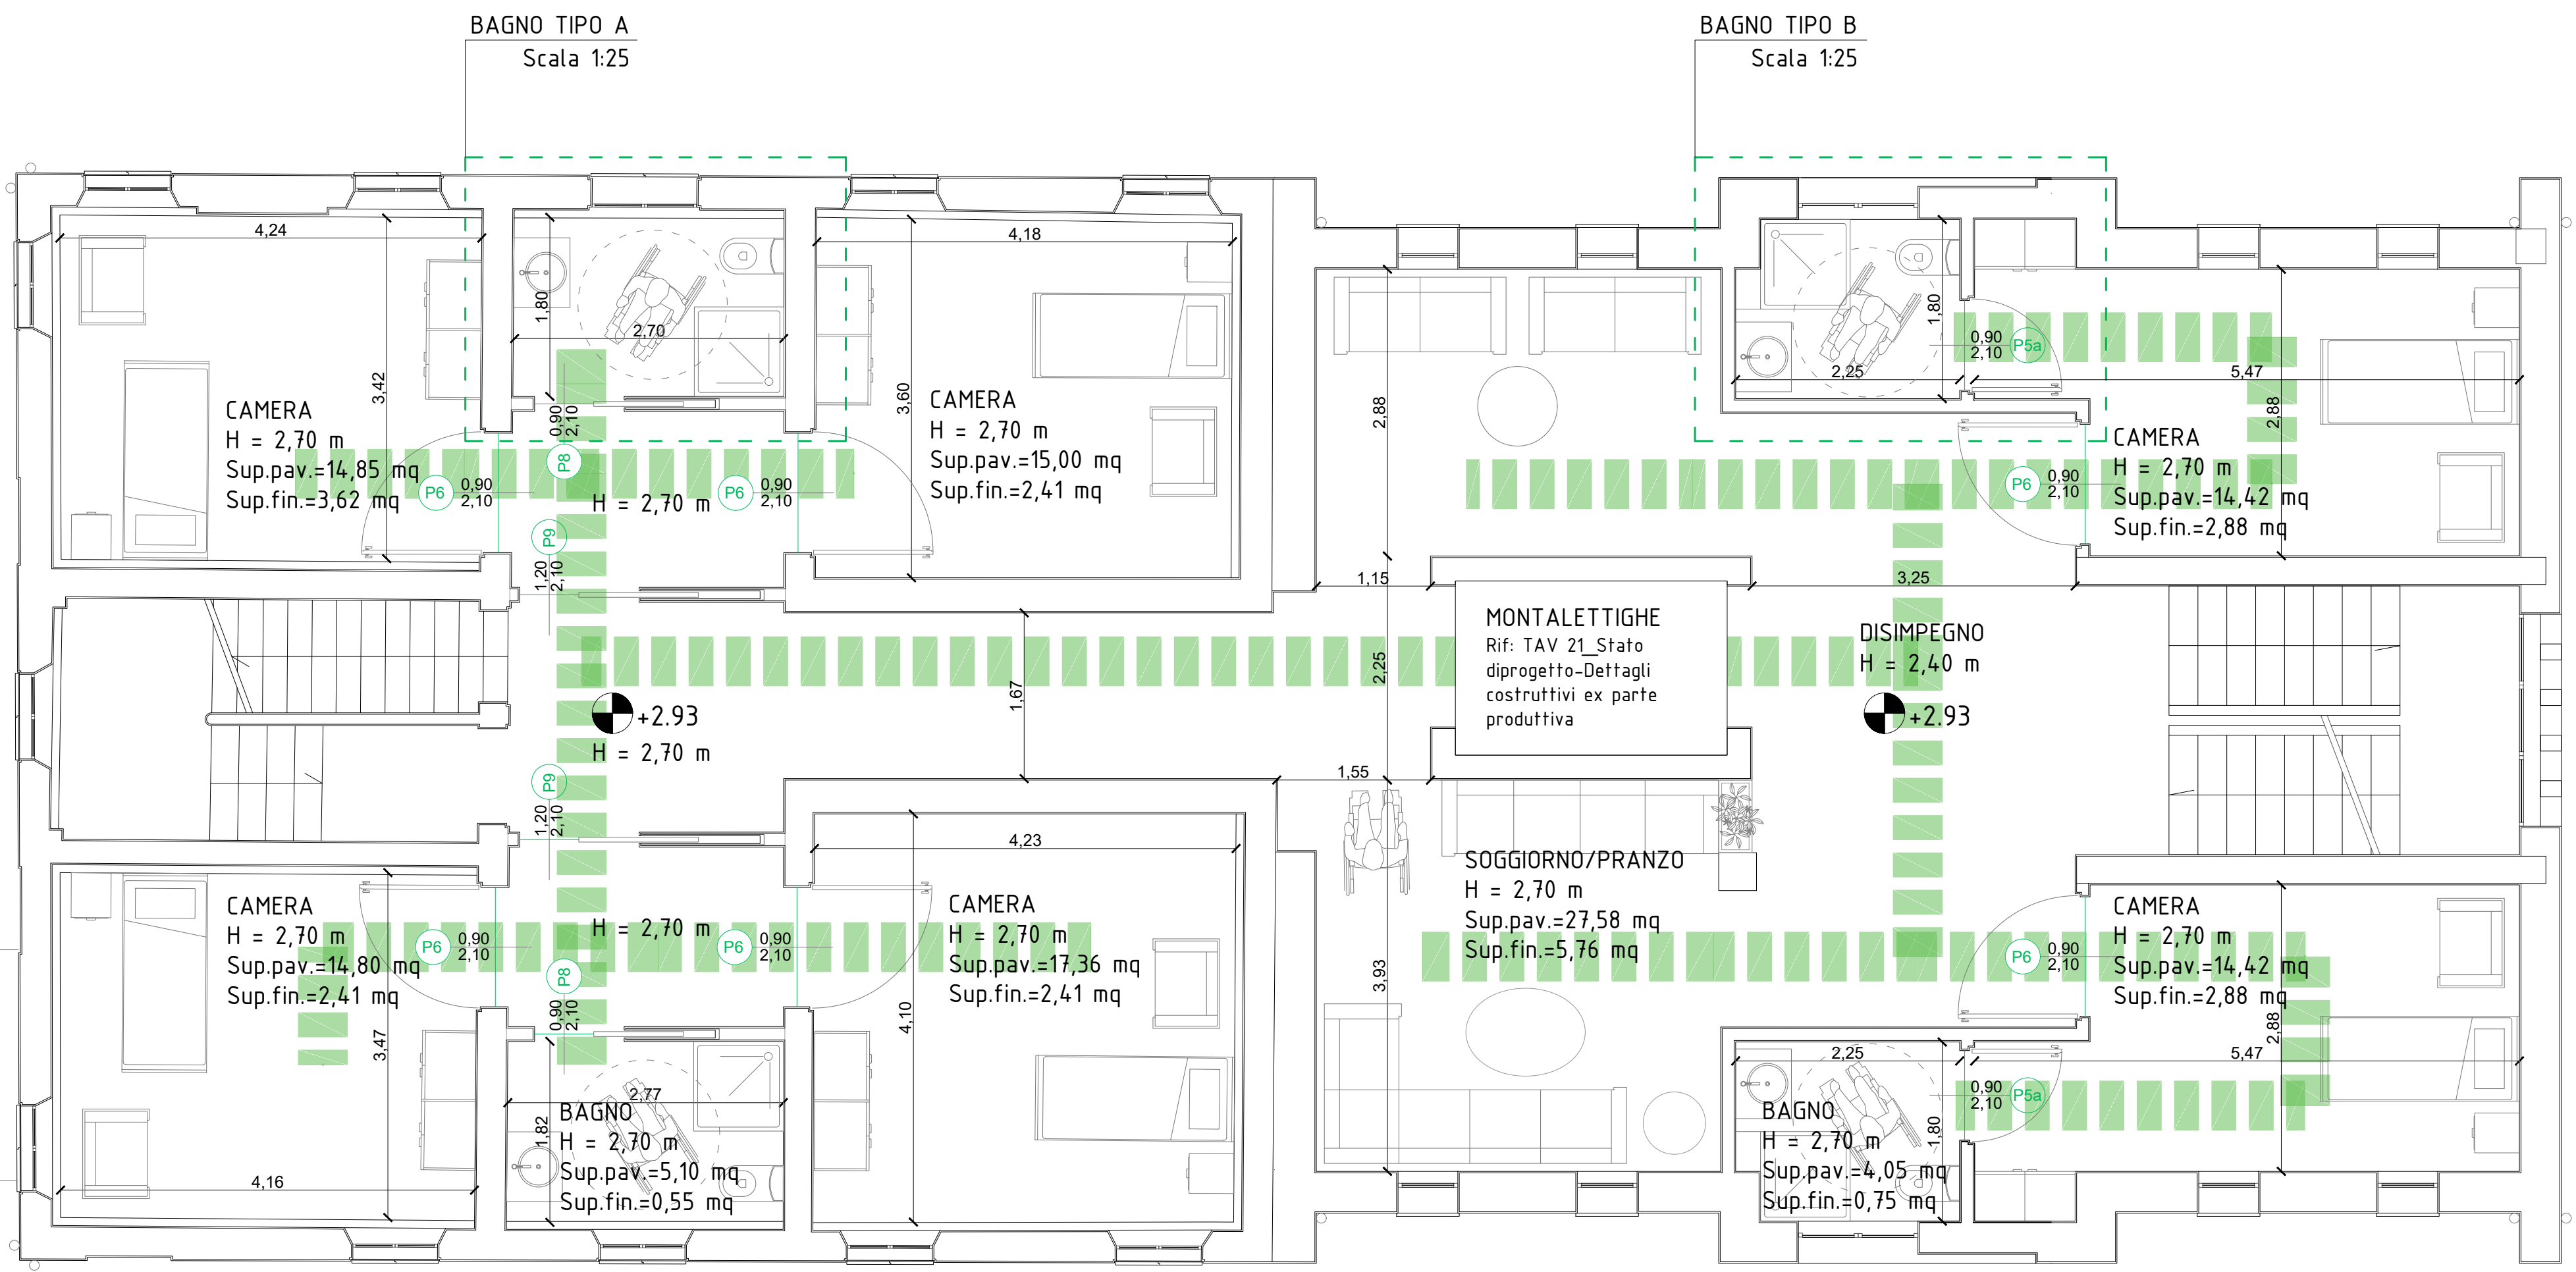 BAGNO TIPO A
Scala 1:25
BAGNO TIPO B
Scala 1:25
4,24
3,42
CAMERA
H = 2,70 m
Sup.pav.=14,85 mq
Sup.fin.=3,62 mq
P6
0,90
2,10
1,80
2,70
0,90
2,10
P8
H = 2,70 m
P6
0,90
2,10
P9
1,20
2,10
4,18
3,60
CAMERA
H = 2,70 m
Sup.pav.=15,00 mq
Sup.fin.=2,41 mq
2,88
1,80
2,25
0,90
2,10
P5a
5,47
2,88
CAMERA
H = 2,70 m
Sup.pav.=14,42 mq
Sup.fin.=2,88 mq
P6
0,90
2,10
1,15
3,25
MONTALETTIGHE
Rif: TAV 21_Stato
diprogetto-Dettagli
costruttivi ex parte
produttiva
DISIMPEGNO
H = 2,40 m
+2.93
2,25
1,67
+2.93
H = 2,70 m
1,55
P9
1,20
2,10
CAMERA
H = 2,70 m
Sup.pav.=14,80 mq
Sup.fin.=2,41 mq
3,47
4,16
P6
0,90
2,10
H = 2,70 m
P6
0,90
2,10
P8
0,90
2,10
2,77
1,82
BAGNO
H = 2,70 m
Sup.pav.=5,10 mq
Sup.fin.=0,55 mq
4,23
4,10
CAMERA
H = 2,70 m
Sup.pav.=17,36 mq
Sup.fin.=2,41 mq
SOGGIORNO/PRANZO
H = 2,70 m
Sup.pav.=27,58 mq
Sup.fin.=5,76 mq
3,93
P6
0,90
2,10
CAMERA
H = 2,70 m
Sup.pav.=14,42 mq
Sup.fin.=2,88 mq
2,88
5,47
2,25
0,90
2,10
P5a
1,80
BAGNO
H = 2,70 m
Sup.pav.=4,05 mq
Sup.fin.=0,75 mq